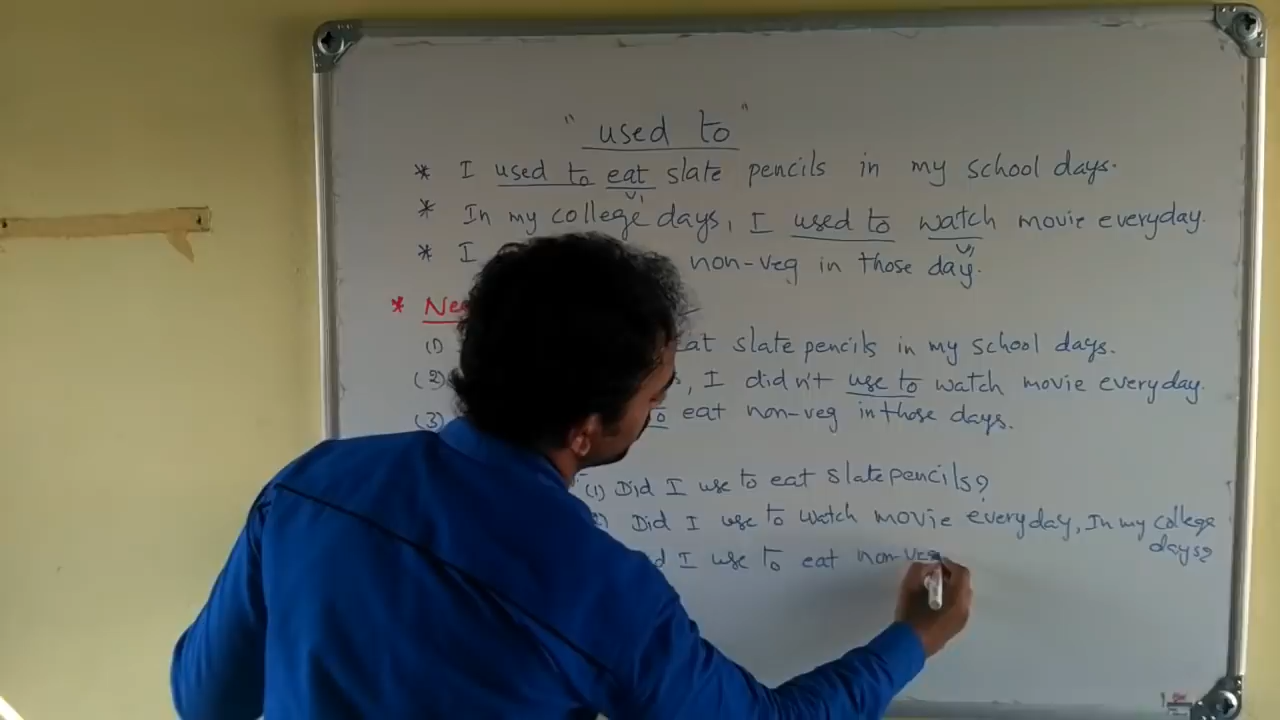 "used to"
* I used to eat slate pencils in my school days.
V1
* In my college days, I used to watch movie everyday.
V1
* I non-veg in those day.
*
(1) eat slate pencils in my school days.
(2) , I didn't use to watch movie everyday.
(3) to eat non-veg in those days.
(1) Did I use to eat slate pencils?
Did I use to watch movie everyday, In my college
days?
I use to eat non-veg